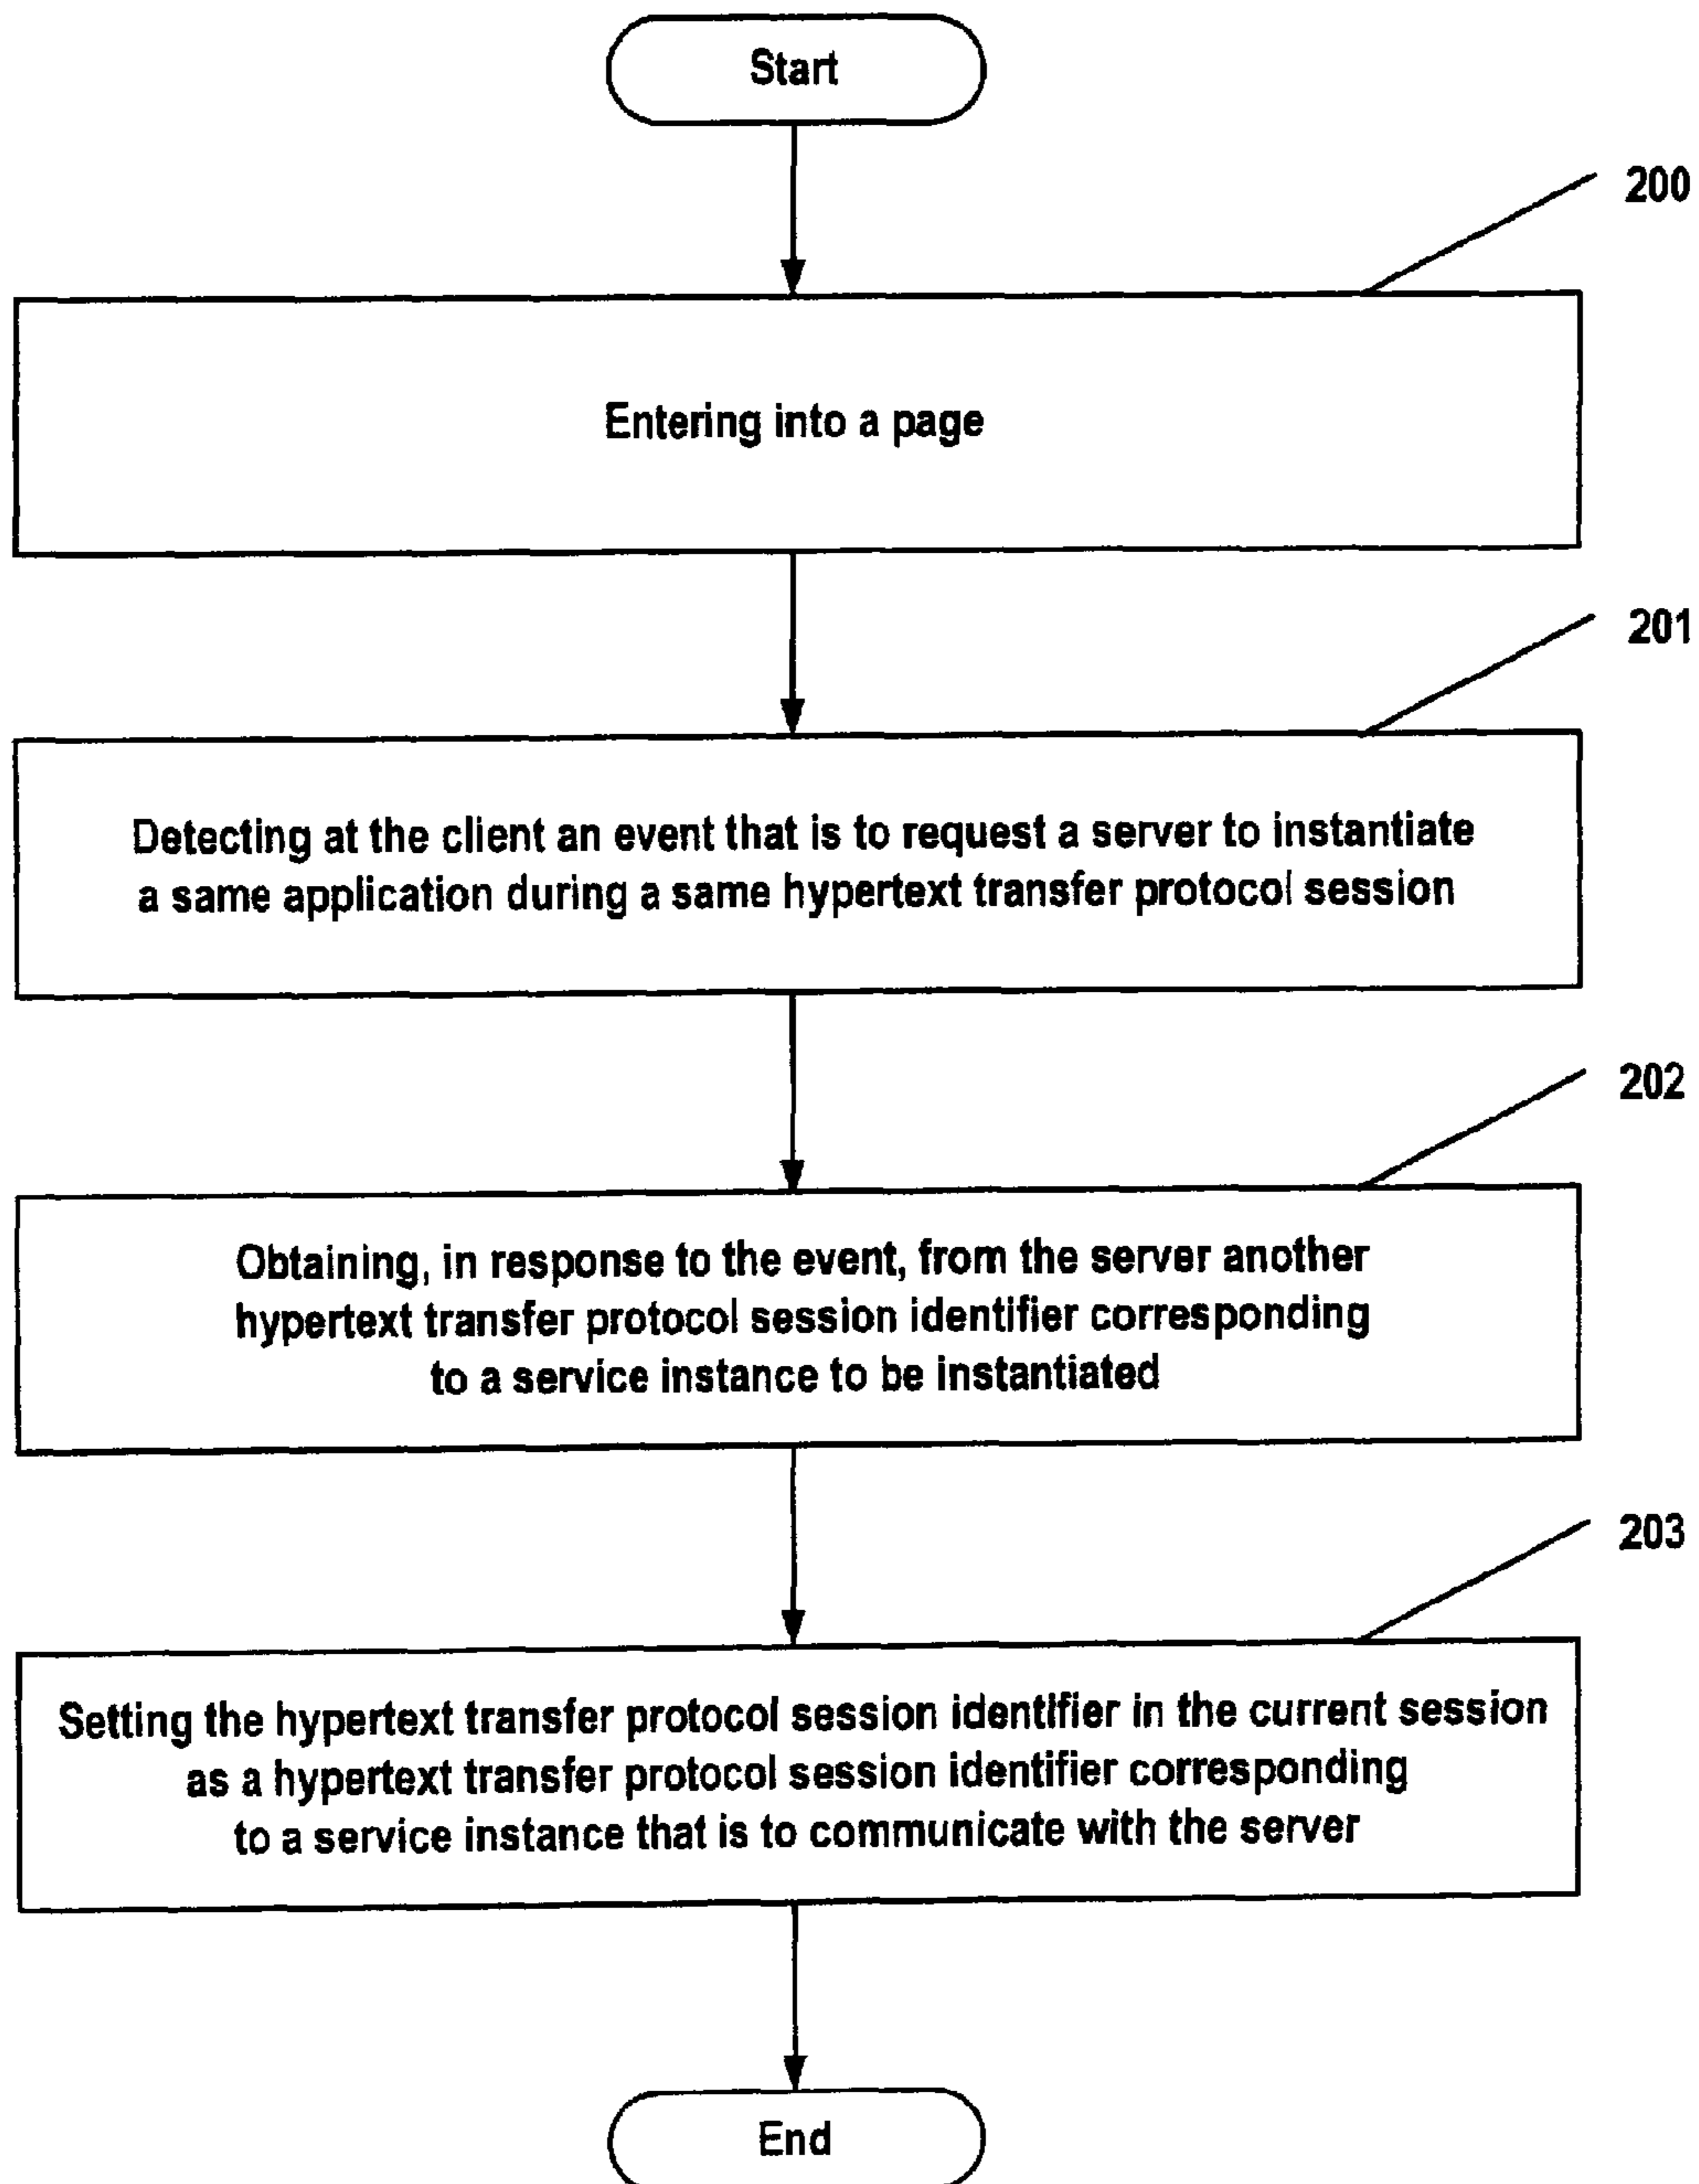 Start
200
Entering into a page
201
Detecting at the client an event that is to request a server to instantiate
a same application during a same hypertext transfer protocol session
202
Obtaining, in response to the event, from the server another
hypertext transfer protocol session identifier corresponding
to a service instance to be instantiated
203
Setting the hypertext transfer protocol session identifier in the current session
as a hypertext transfer protocol session identifier corresponding
to a service instance that is to communicate with the server
End